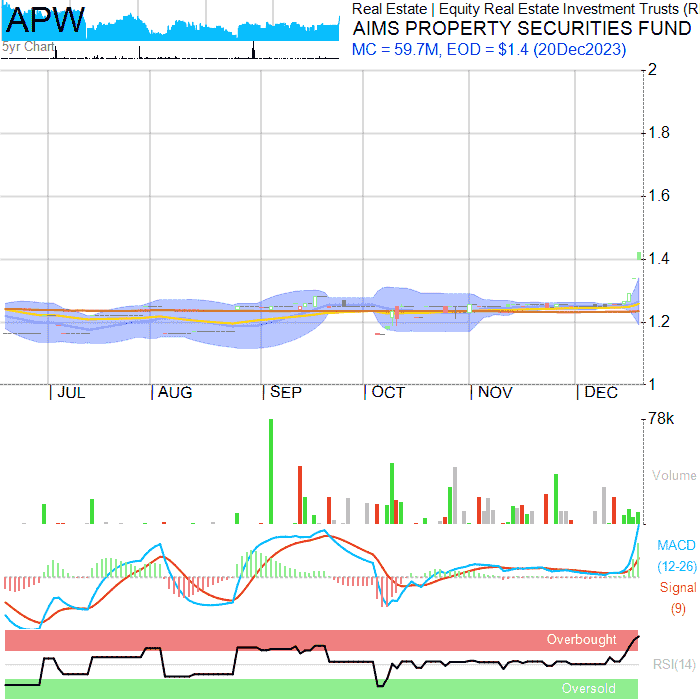 APW
5yr Chart
Real Estate | Equity Real Estate Investment Trusts (R
AIMS PROPERTY SECURITIES FUND
MC = 59.7M, EOD = $1.4 (20Dec2023)
2
1.8
1.6
1.4
1.2
1
JUL AUG SEP OCT NOV DEC
78k
Volume
MACD
(12-26)
Signal
(9)
Overbought
RSI(14)
Oversold